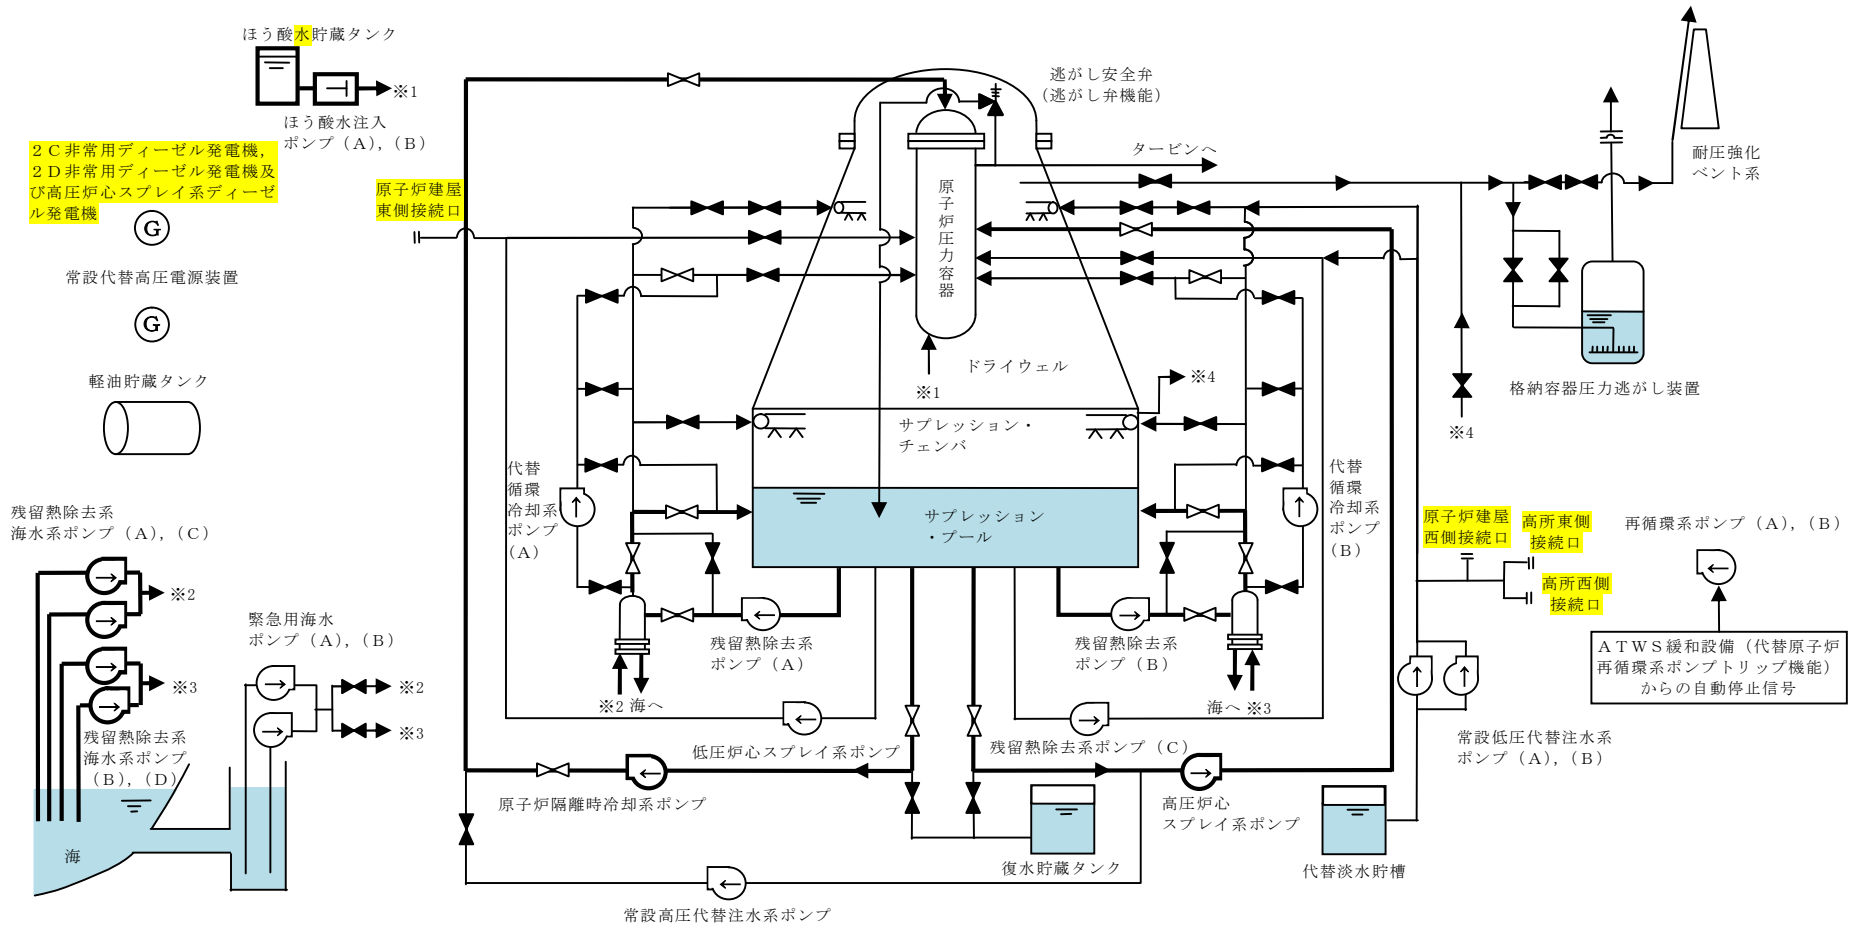 ほう酸水貯蔵タンク
※1
ほう酸水注入
ポンプ（A），（B）
２Ｃ非常用ディーゼル発電機，
２Ｄ非常用ディーゼル発電機及
び高圧炉心スプレイ系ディーゼ
ル発電機
G
常設代替高圧電源装置
G
軽油貯蔵タンク
残留熱除去系
海水系ポンプ（A），（C）
※2
※3
残留熱除去系
海水系ポンプ
（B），（D）
海
緊急用海水
ポンプ（A），（B）
※2
※3
原子炉建屋
東側接続口
逃がし安全弁
（逃がし弁機能）
タービンへ
原子炉圧力容器
ドライウェル
※1
※4
サプレッション・
チェンバ
サプレッション
・プール
代替
循環
冷却系
ポンプ
（A）
代替
循環
冷却系
ポンプ
（B）
残留熱除去系
ポンプ（A）
残留熱除去系
ポンプ（B）
※2 海へ
海へ ※3
低圧炉心スプレイ系ポンプ
残留熱除去系ポンプ（C）
原子炉隔離時冷却系ポンプ
高圧炉心
スプレイ系ポンプ
復水貯蔵タンク
常設高圧代替注水系ポンプ
代替淡水貯槽
常設低圧代替注水系
ポンプ（A），（B）
耐圧強化
ベント系
格納容器圧力逃がし装置
※4
原子炉建屋
西側接続口
高所東側
接続口
高所西側
接続口
再循環系ポンプ（A），（B）
ＡＴＷＳ緩和設備（代替原子炉
再循環系ポンプトリップ機能）
からの自動停止信号